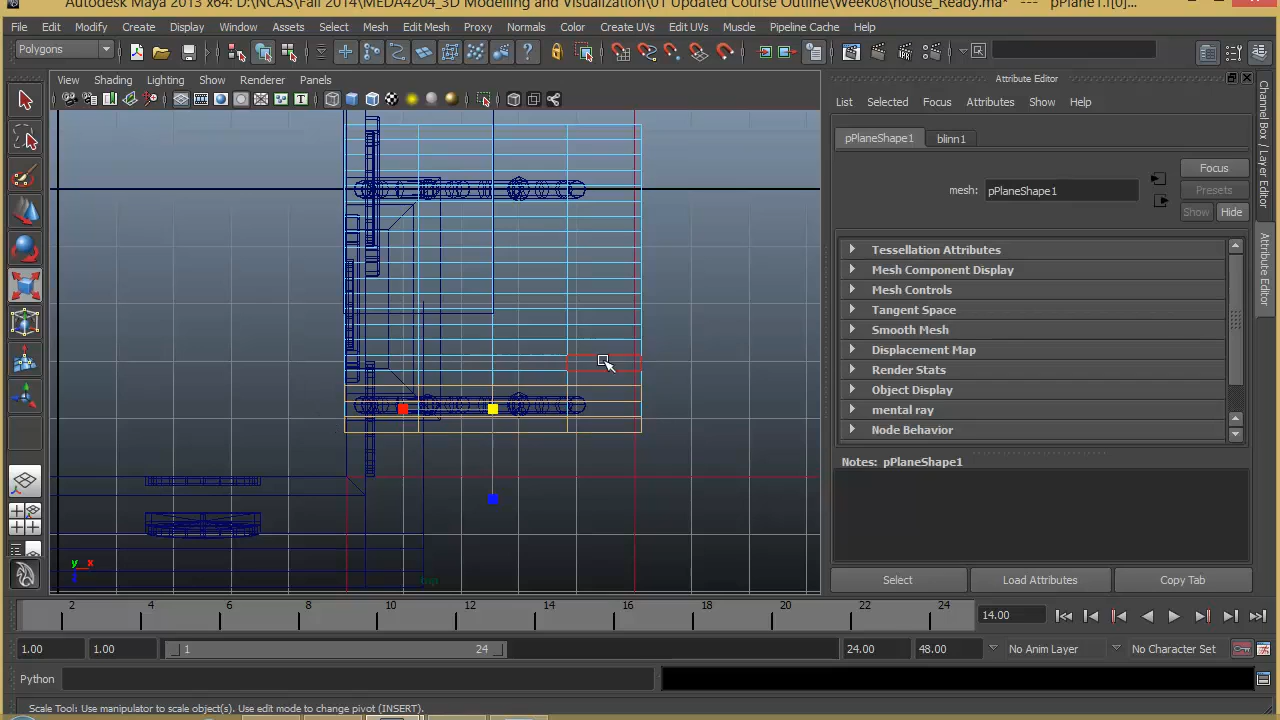 Autodesk Maya 2013 x64: D:\NCAS\Fall 2014\MEDA4204_3D Modelling and Visualization\01 Updated Course Outline\Week08\house_Ready.ma* --- pPlane1.f[0]...
File Edit Modify Create Display Window Assets Select Mesh Edit Mesh Proxy Normals Color Create UVs Edit UVs Muscle Pipeline Cache Help
Polygons
View Shading Lighting Show Renderer Panels
Attribute Editor
List Selected Focus Attributes Show Help
pPlaneShape1 blinn1
Focus
mesh: pPlaneShape1 Presets
Show Hide
Tessellation Attributes
Mesh Component Display
Mesh Controls
Tangent Space
Smooth Mesh
Displacement Map
Render Stats
Object Display
mental ray
Node Behavior
Notes: pPlaneShape1
Select Load Attributes Copy Tab
Channel Box / Layer Editor
Attribute Editor
y x
top
2 4 6 8 10 12 14 16 18 20 22 24
14.00
1.00 1.00 1 24 24.00 48.00 No Anim Layer No Character Set
Python
Scale Tool: Use manipulator to scale object(s). Use edit mode to change pivot (INSERT).